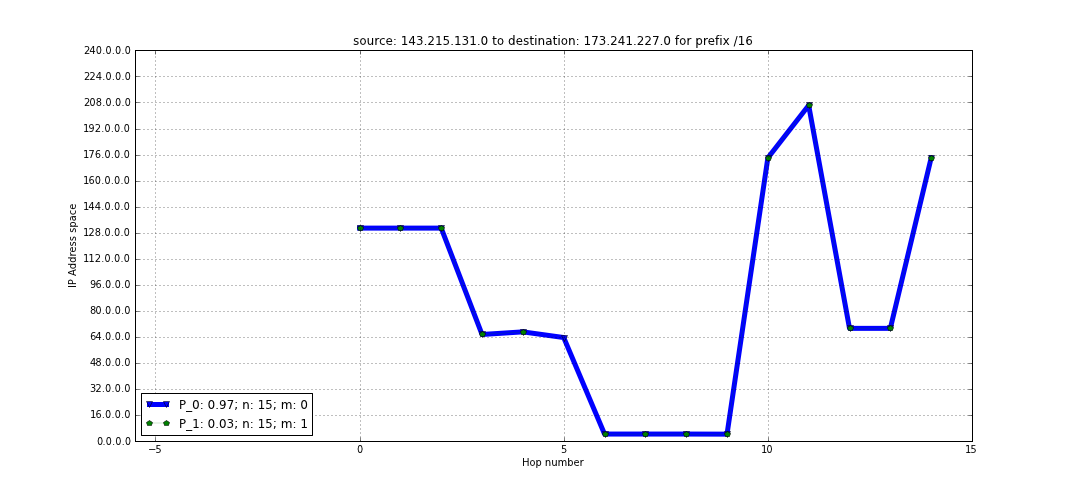 source: 143.215.131.0 to destination: 173.241.227.0 for prefix /16
240.0.0.0
224.0.0.0
208.0.0.0
192.0.0.0
176.0.0.0
160.0.0.0
144.0.0.0
128.0.0.0
112.0.0.0
96.0.0.0
80.0.0.0
64.0.0.0
48.0.0.0
32.0.0.0
16.0.0.0
0.0.0.0
IP Address space
P_0: 0.97; n: 15; m: 0
P_1: 0.03; n: 15; m: 1
−5 0 5 10 15
Hop number